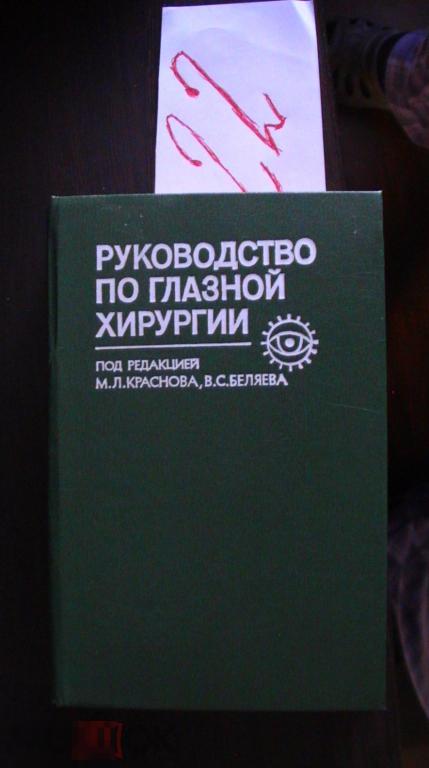 РУКОВОДСТВО
ПО ГЛАЗНОЙ
ХИРУРГИИ
ПОД РЕДАКЦИЕЙ
М.Л.КРАСНОВА, В.С.БЕЛЯЕВА